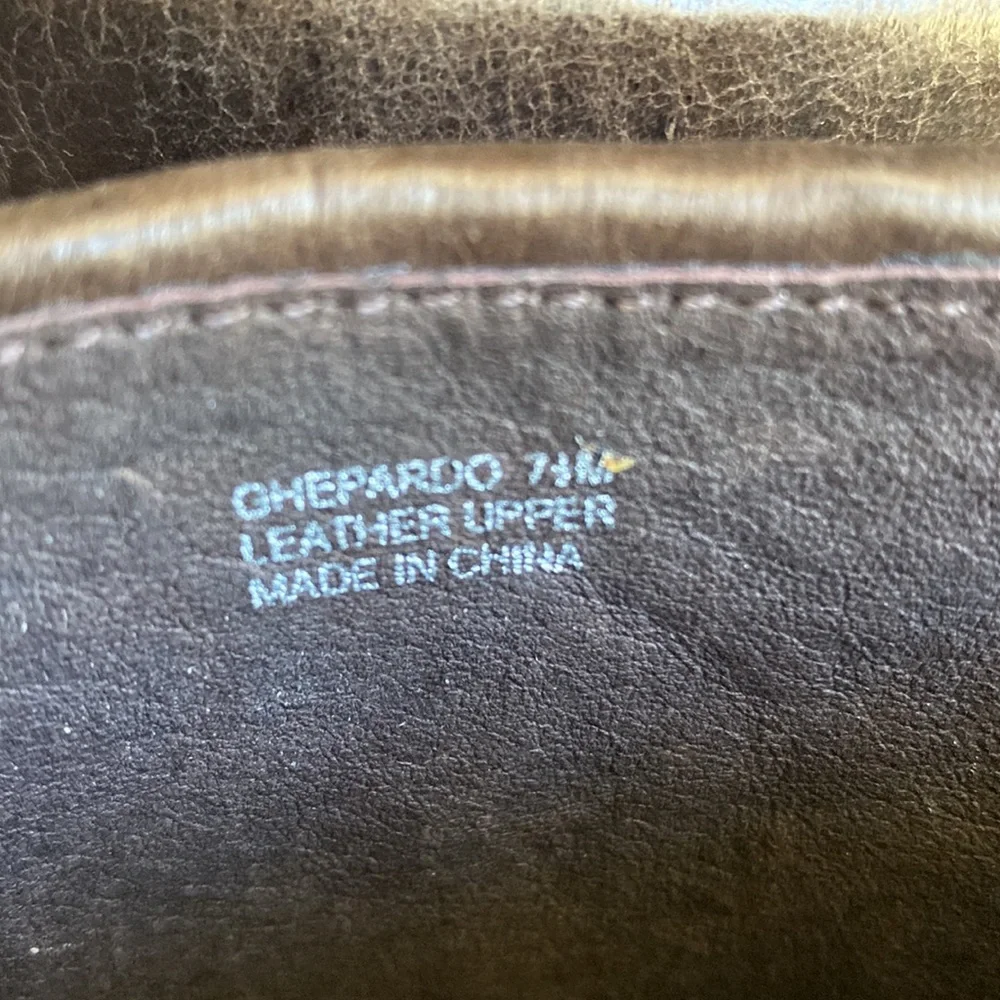 GHEPARDO 7½M
LEATHER UPPER
MADE IN CHINA